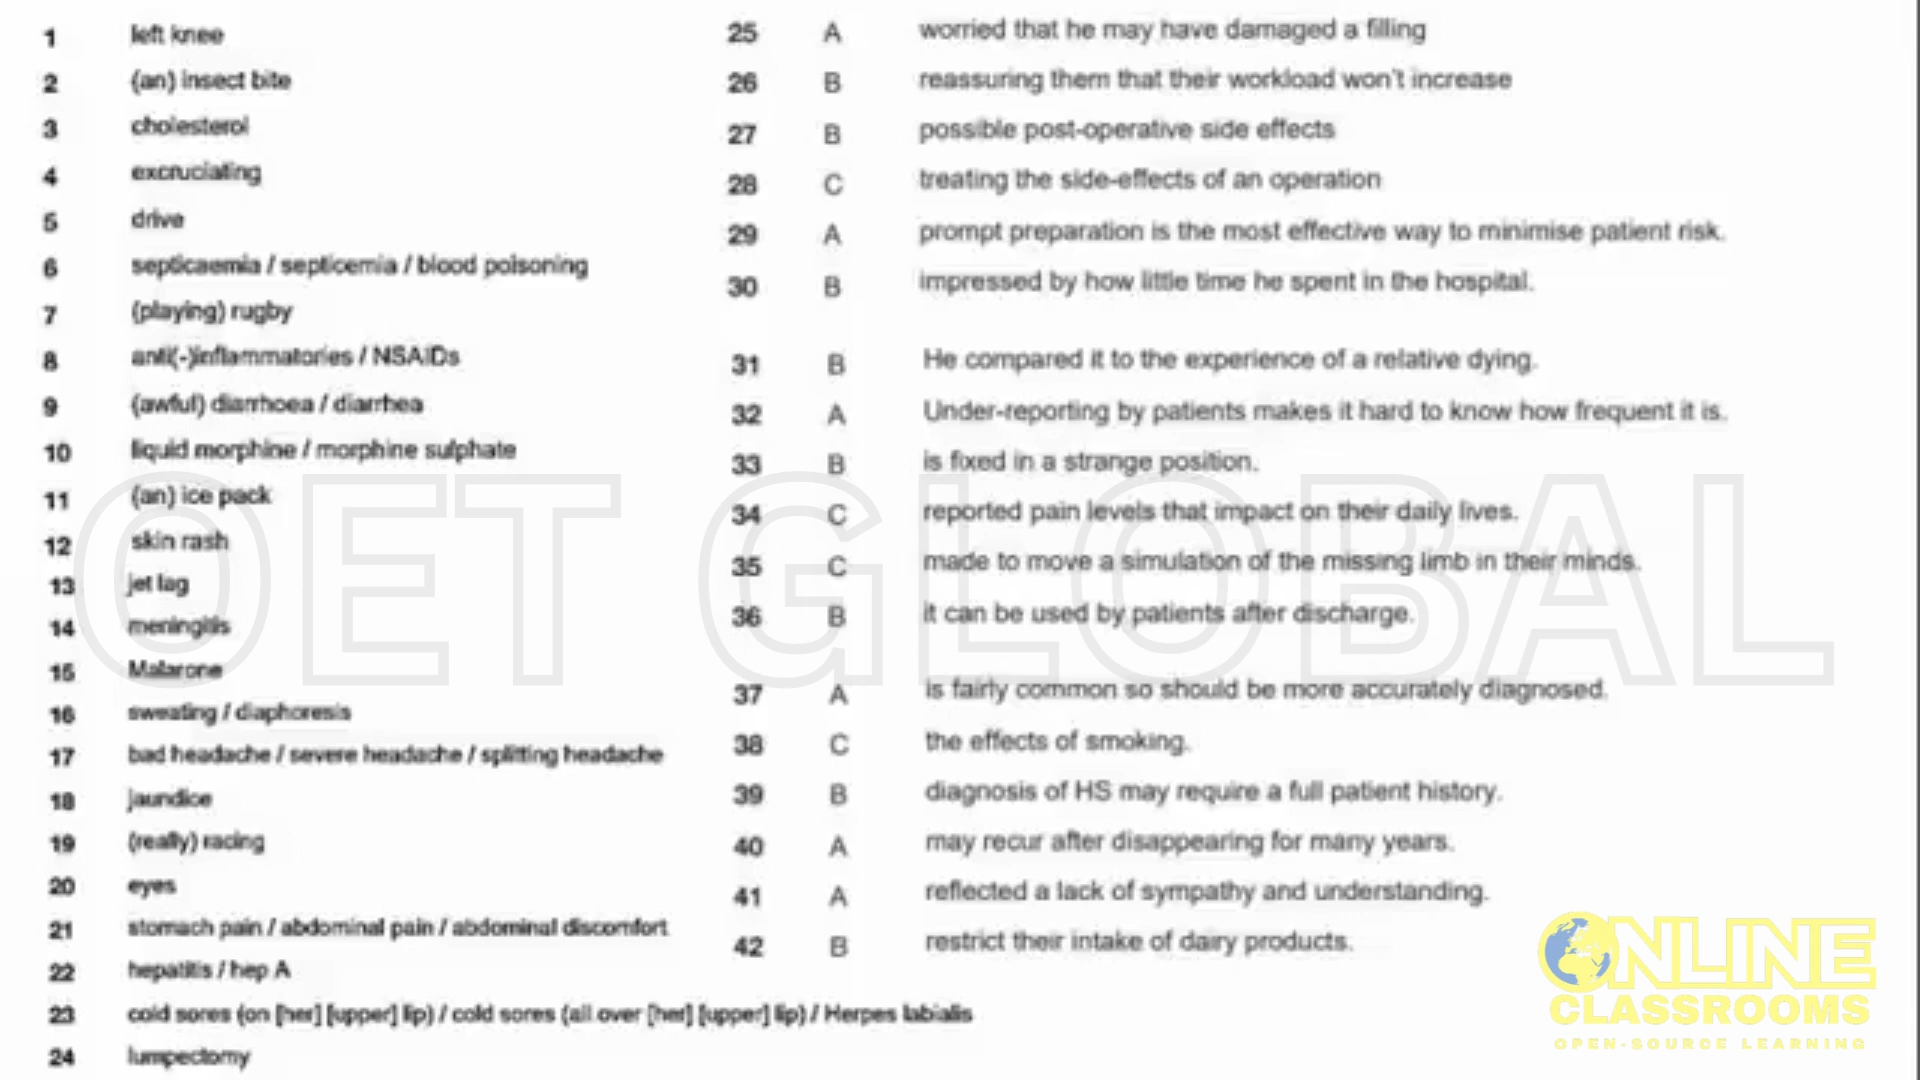 1 left knee
2 (an) insect bite
3 cholesterol
4 excruciating
5 drive
6 septicaemia / septicemia / blood poisoning
7 (playing) rugby
8 anti(-)inflammatories / NSAIDs
9 (awful) diarrhoea / diarrhea
10 liquid morphine / morphine sulphate
11 (an) ice pack
12 skin rash
13 jet lag
14 meningitis
15 Malarone
16 sweating / diaphoresis
17 bad headache / severe headache / splitting headache
18 jaundice
19 (really) racing
20 eyes
21 stomach pain / abdominal pain / abdominal discomfort
22 hepatitis / hep A
23 cold sores (on [her] [upper] lip) / cold sores (all over [her] [upper] lip) / Herpes labialis
24 lumpectomy
25 A worried that he may have damaged a filling
26 B reassuring them that their workload won't increase
27 B possible post-operative side effects
28 C treating the side-effects of an operation
29 A prompt preparation is the most effective way to minimise patient risk.
30 B impressed by how little time he spent in the hospital.
31 B He compared it to the experience of a relative dying.
32 A Under-reporting by patients makes it hard to know how frequent it is.
33 B is fixed in a strange position.
34 C reported pain levels that impact on their daily lives.
35 C made to move a simulation of the missing limb in their minds.
36 B it can be used by patients after discharge.
37 A is fairly common so should be more accurately diagnosed.
38 C the effects of smoking.
39 B diagnosis of HS may require a full patient history.
40 A may recur after disappearing for many years.
41 A reflected a lack of sympathy and understanding.
42 B restrict their intake of dairy products.
OET GLOBAL
ONLINE
CLASSROOMS
OPEN-SOURCE LEARNING